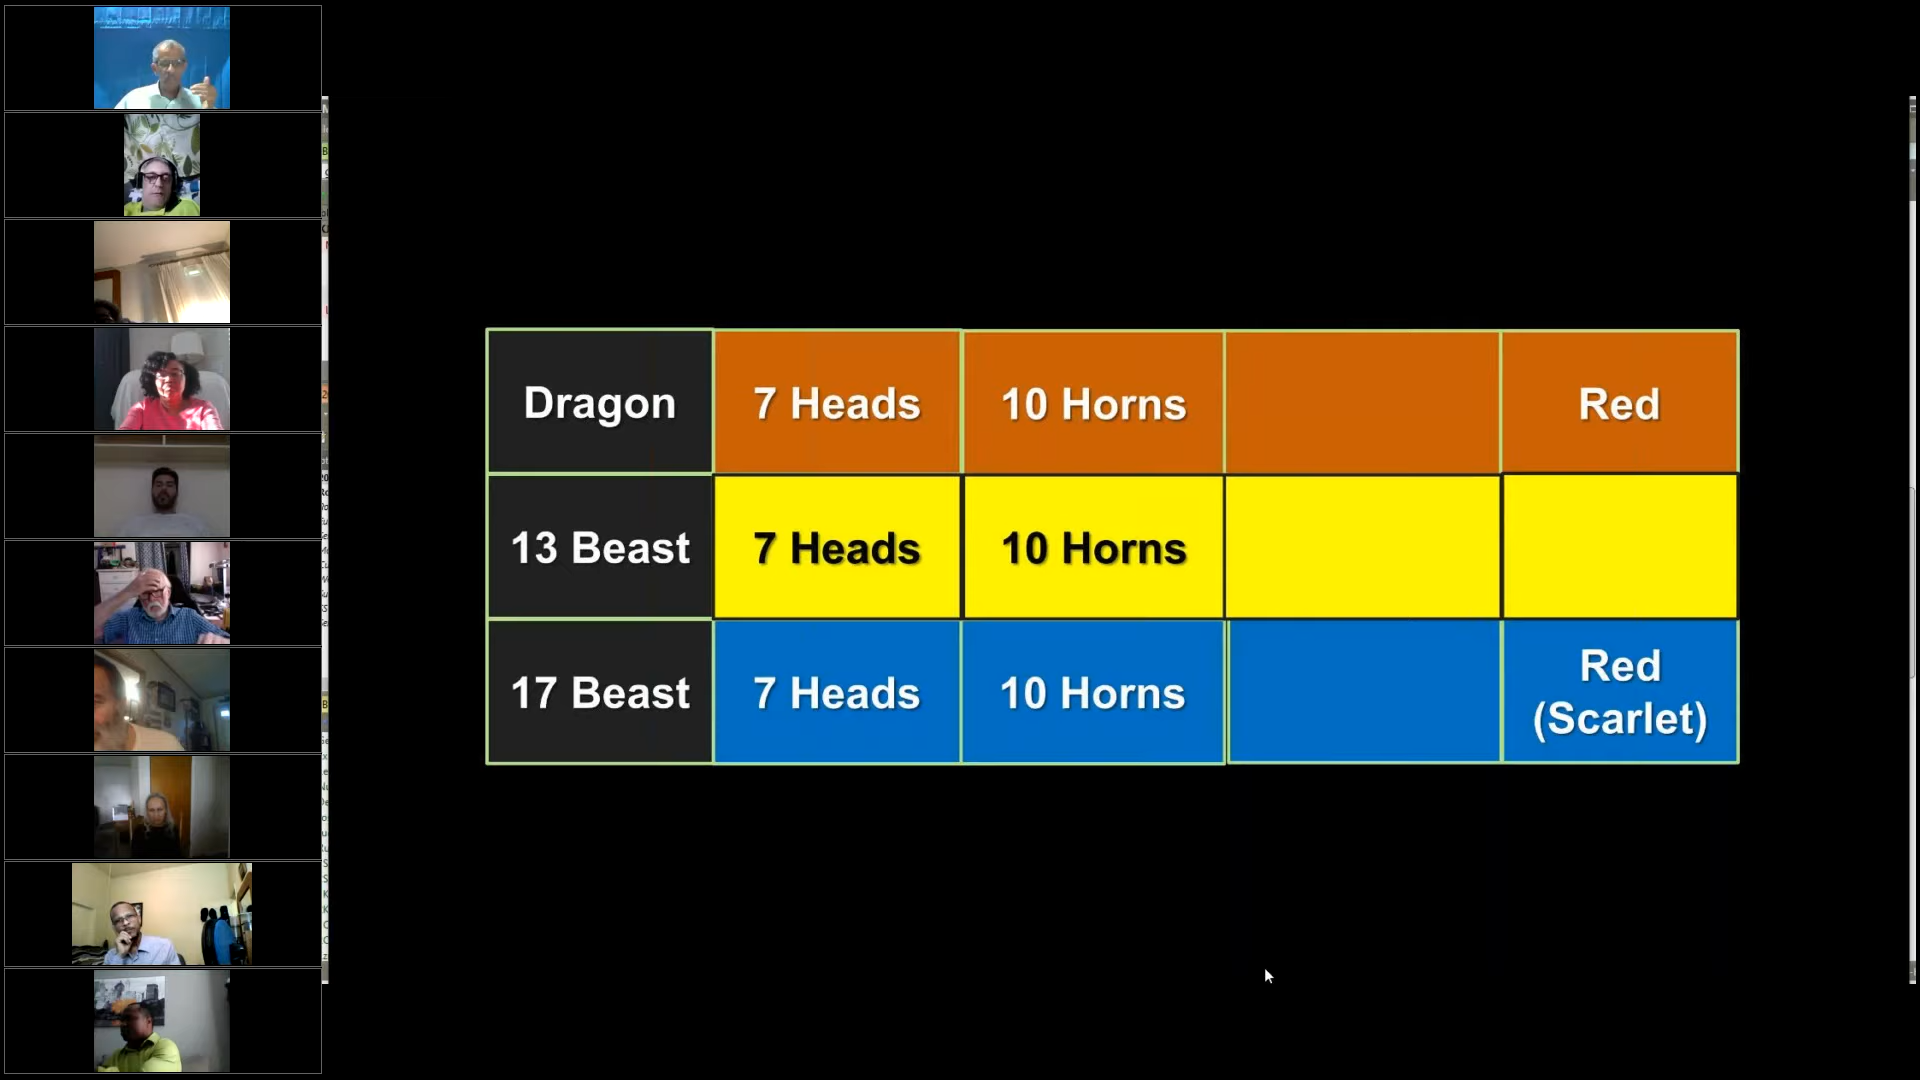 Dragon 7 Heads 10 Horns Red
13 Beast 7 Heads 10 Horns
17 Beast 7 Heads 10 Horns Red
(Scarlet)